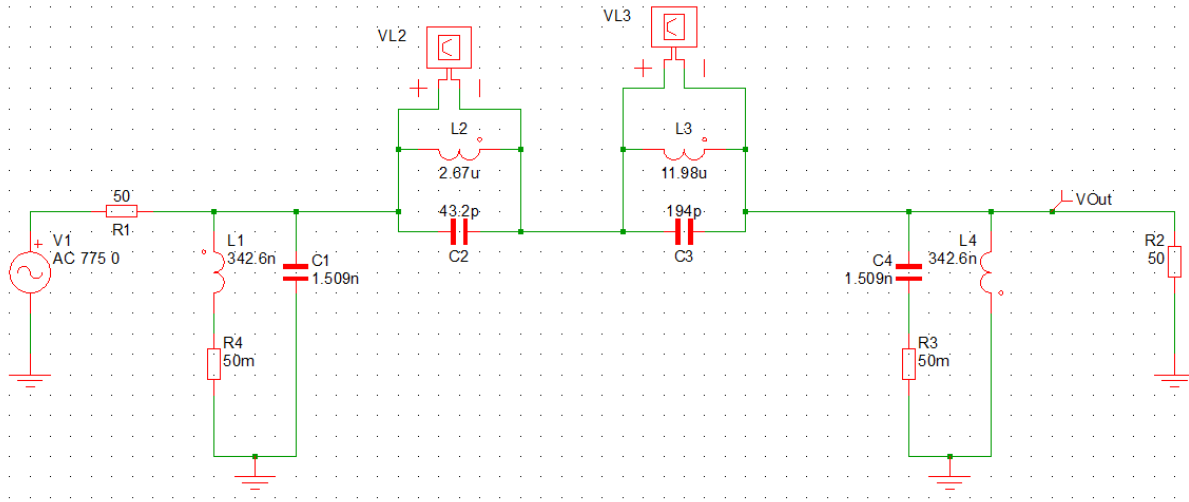 VL3
VL2
L2
2.67u
43.2p
C2
L3
11.98u
194p
C3
50
R1
V1
AC 775 0
L1
342.6n
C1
1.509n
R4
50m
C4
1.509n
L4
342.6n
R3
50m
VOut
R2
50